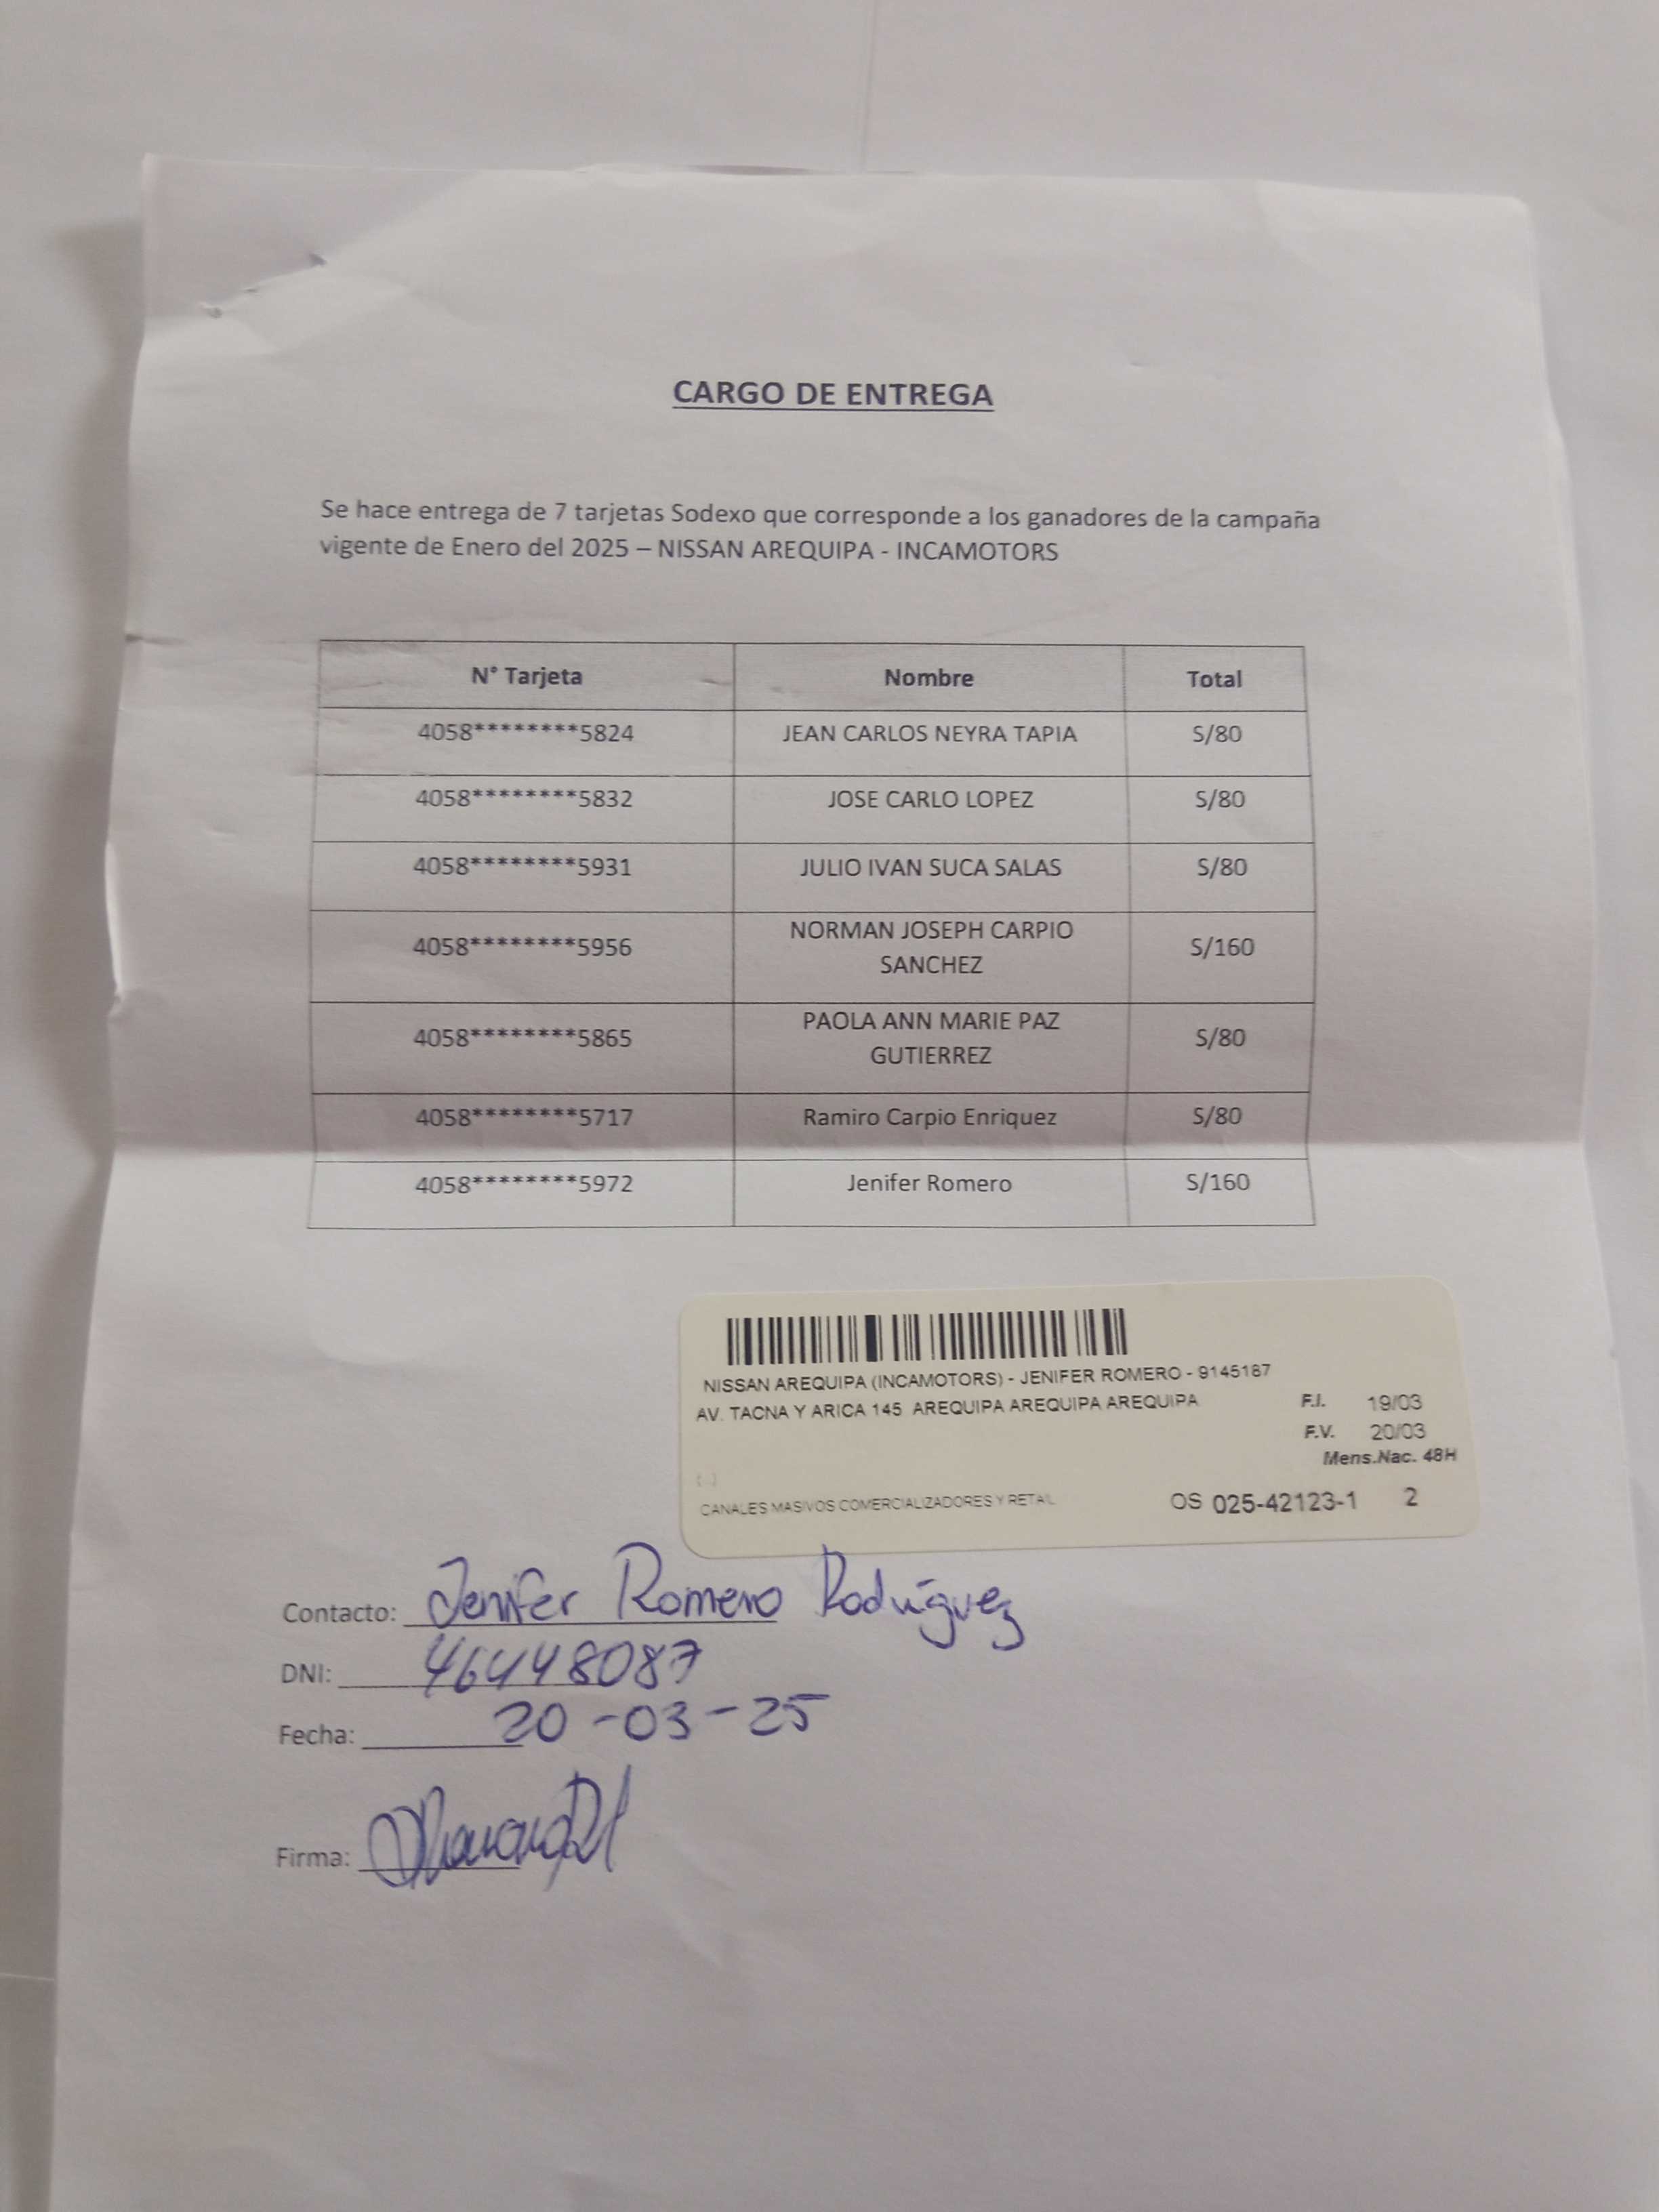 CARGO DE ENTREGA
Se hace entrega de 7 tarjetas Sodexo que corresponde a los ganadores de la campaña
vigente de Enero del 2025 – NISSAN AREQUIPA - INCAMOTORS
N° Tarjeta Nombre Total
4058********5824 JEAN CARLOS NEYRA TAPIA S/80
4058********5832 JOSE CARLO LOPEZ S/80
4058********5931 JULIO IVAN SUCA SALAS S/80
4058********5956 NORMAN JOSEPH CARPIO SANCHEZ S/160
4058********5865 PAOLA ANN MARIE PAZ GUTIERREZ S/80
4058********5717 Ramiro Carpio Enriquez S/80
4058********5972 Jenifer Romero S/160
NISSAN AREQUIPA (INCAMOTORS) - JENIFER ROMERO - 9145187
AV. TACNA Y ARICA 145 AREQUIPA AREQUIPA AREQUIPA
F.I. 19/03
F.V. 20/03
Mens.Nac. 48H
CANALES MASIVOS COMERCIALIZADORES Y RETAIL
OS 025-42123-1 2
Contacto: Jenifer Romero Rodríguez
DNI: 46448087
Fecha: 20-03-25
Firma: